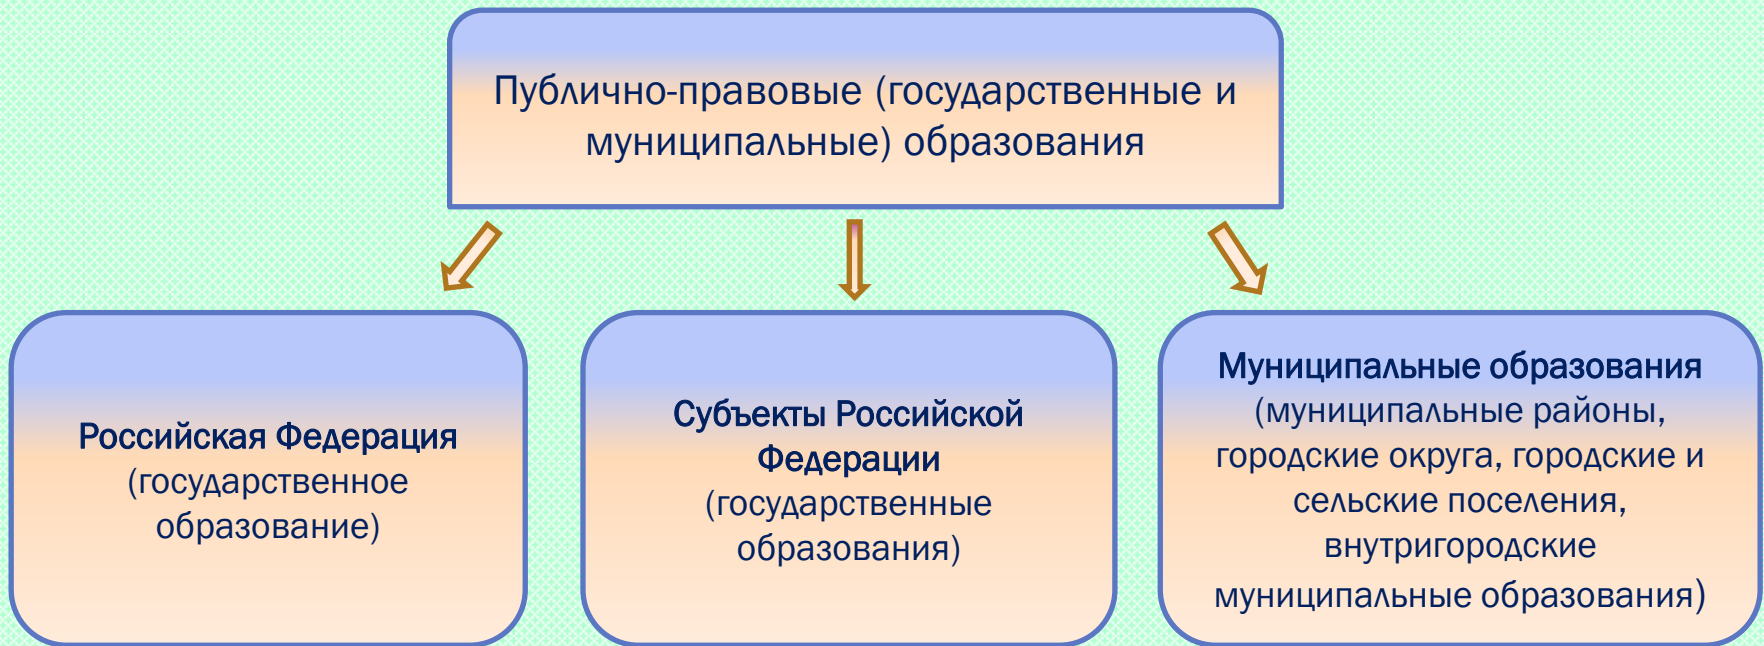 Публично-правовые (государственные и
муниципальные) образования
Российская Федерация
(государственное
образование)
Субъекты Российской
Федерации
(государственные
образования)
Муниципальные образования
(муниципальные районы,
городские округа, городские и
сельские поселения,
внутригородские
муниципальные образования)